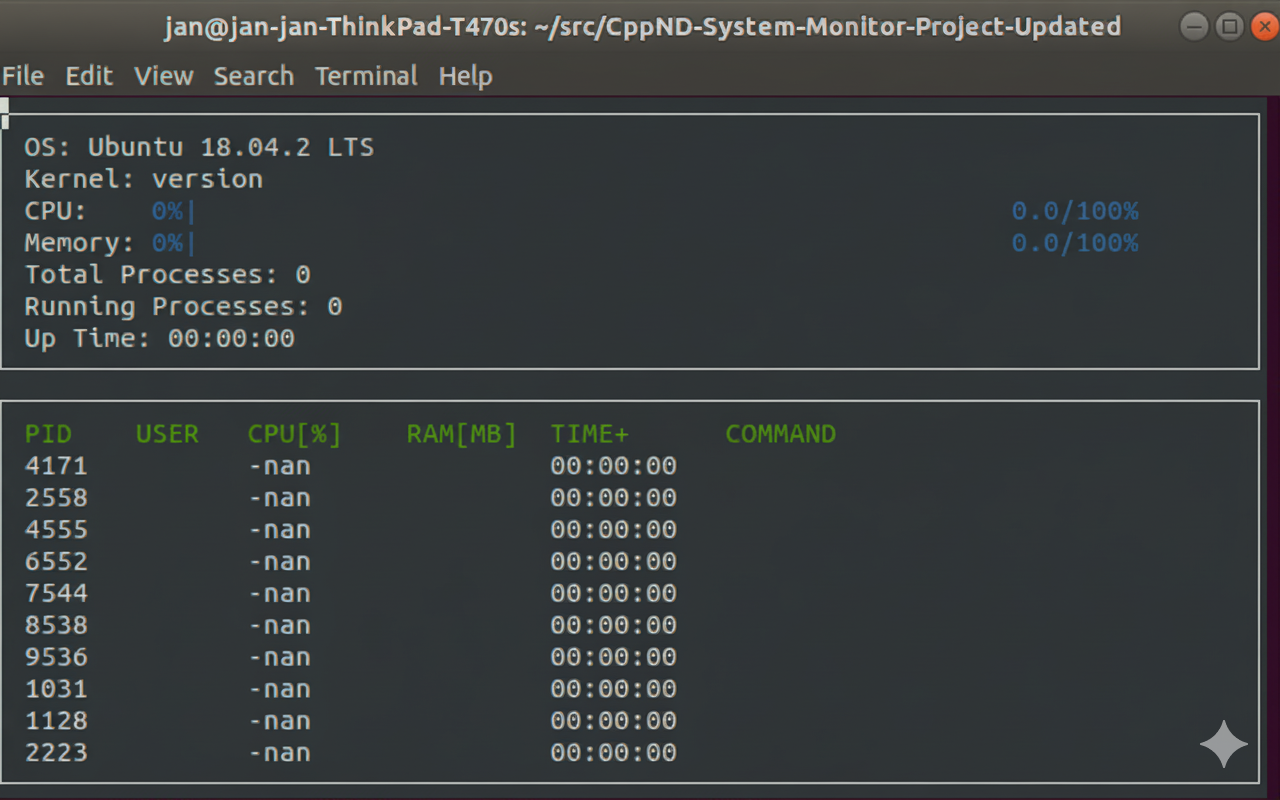 jan@jan-jan-ThinkPad-T470s: ~/src/CppND-System-Monitor-Project-Updated
File Edit View Search Terminal Help
OS: Ubuntu 18.04.2 LTS
Kernel: version
CPU: 0%| 0.0/100%
Memory: 0%| 0.0/100%
Total Processes: 0
Running Processes: 0
Up Time: 00:00:00
PID USER CPU[%] RAM[MB] TIME+ COMMAND
4171 -nan 00:00:00
2558 -nan 00:00:00
4555 -nan 00:00:00
6552 -nan 00:00:00
7544 -nan 00:00:00
8538 -nan 00:00:00
9536 -nan 00:00:00
1031 -nan 00:00:00
1128 -nan 00:00:00
2223 -nan 00:00:00